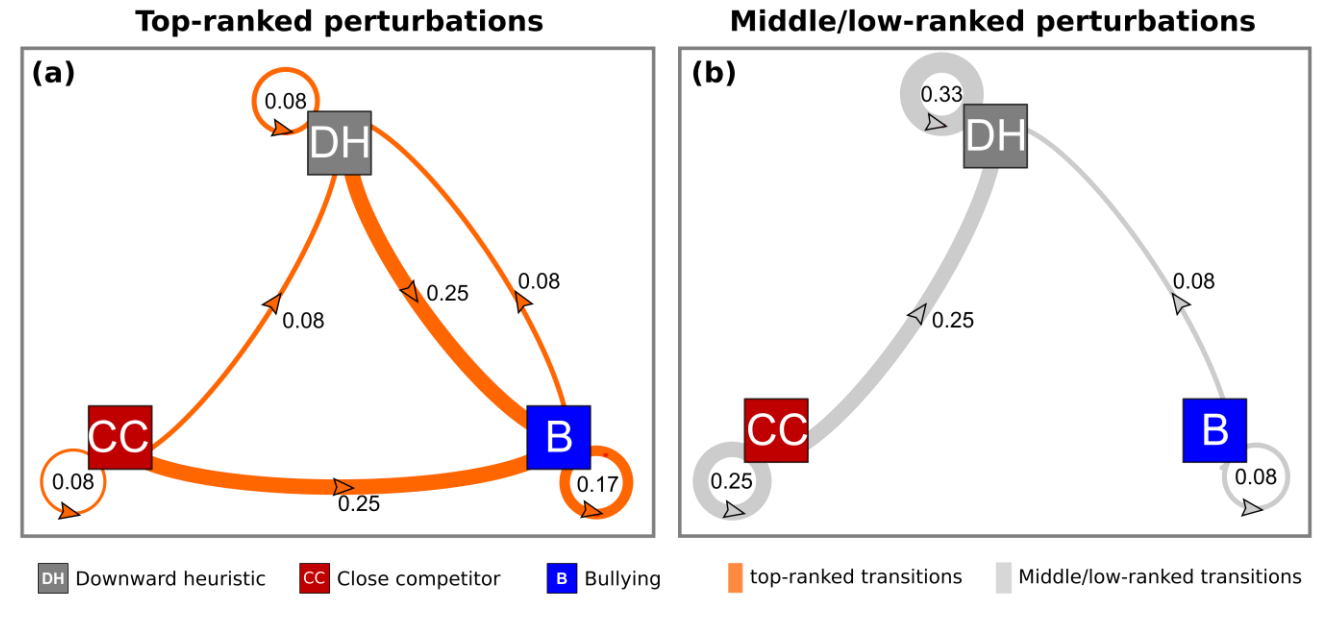 Top-ranked perturbations
Middle/low-ranked perturbations
(a)
0.08
DH
0.25
0.08
0.08
CC
B
0.08
0.17
0.25
(b)
0.33
DH
0.08
0.25
CC
B
0.25
0.08
DH Downward heuristic
CC Close competitor
B Bullying
top-ranked transitions
Middle/low-ranked transitions